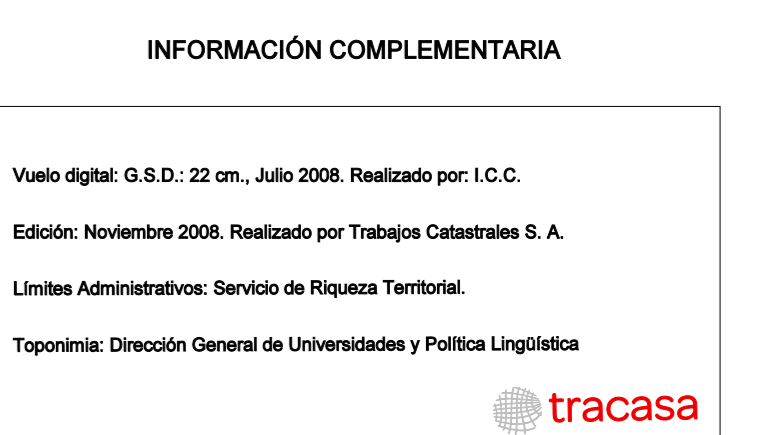 INFORMACIÓN COMPLEMENTARIA
Vuelo digital: G.S.D.: 22 cm., Julio 2008. Realizado por: I.C.C.
Edición: Noviembre 2008. Realizado por Trabajos Catastrales S. A.
Límites Administrativos: Servicio de Riqueza Territorial.
Toponimia: Dirección General de Universidades y Política Lingüística
tracasa